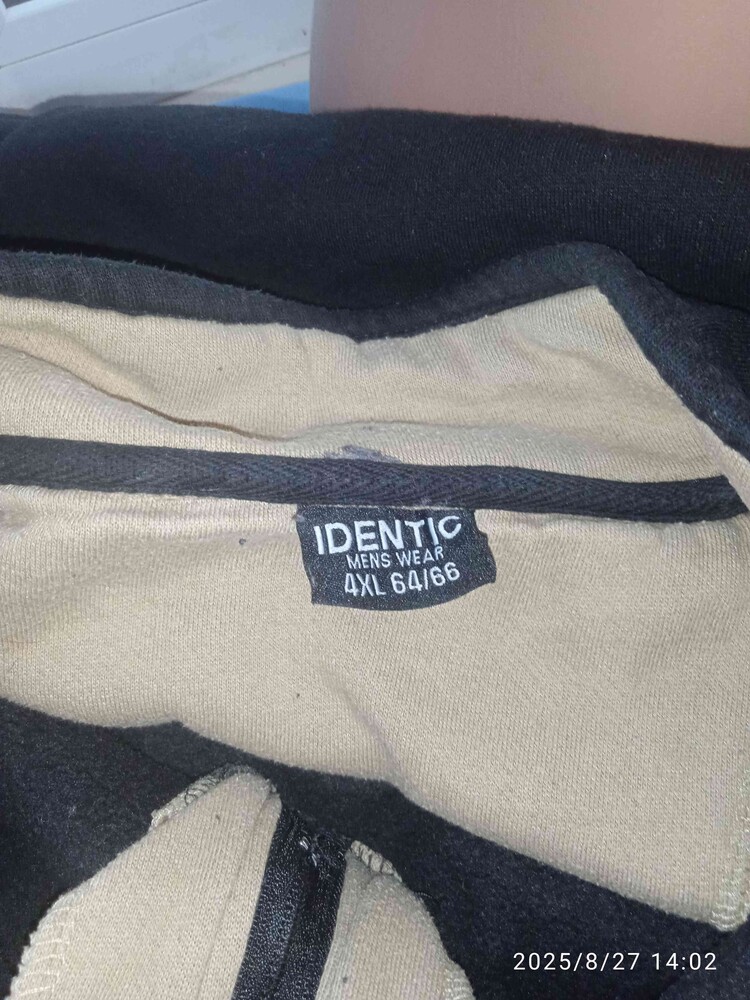 IDENTIC
MENS WEAR
4XL 64/66
2025/8/27 14:02